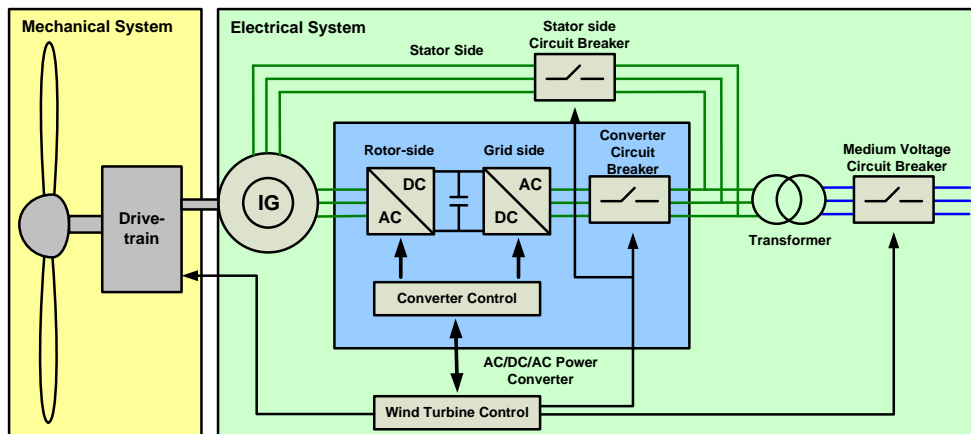 Mechanical System
Electrical System
Stator side
Circuit Breaker
Stator Side
Converter
Circuit
Breaker
Rotor-side
Grid side
Medium Voltage
Circuit Breaker
DC
AC
AC
DC
IG
Drive-
train
Transformer
Converter Control
AC/DC/AC Power
Converter
Wind Turbine Control